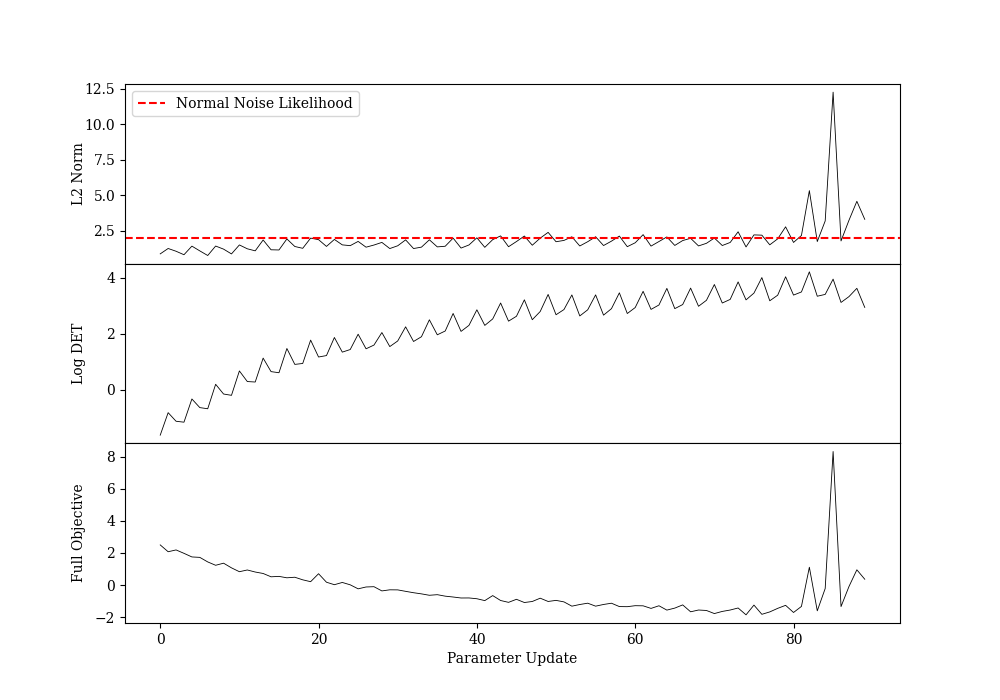 12.5
10.0
7.5
5.0
2.5
L2 Norm
Normal Noise Likelihood
4
2
0
Log DET
8
6
4
2
0
−2
Full Objective
0 20 40 60 80
Parameter Update